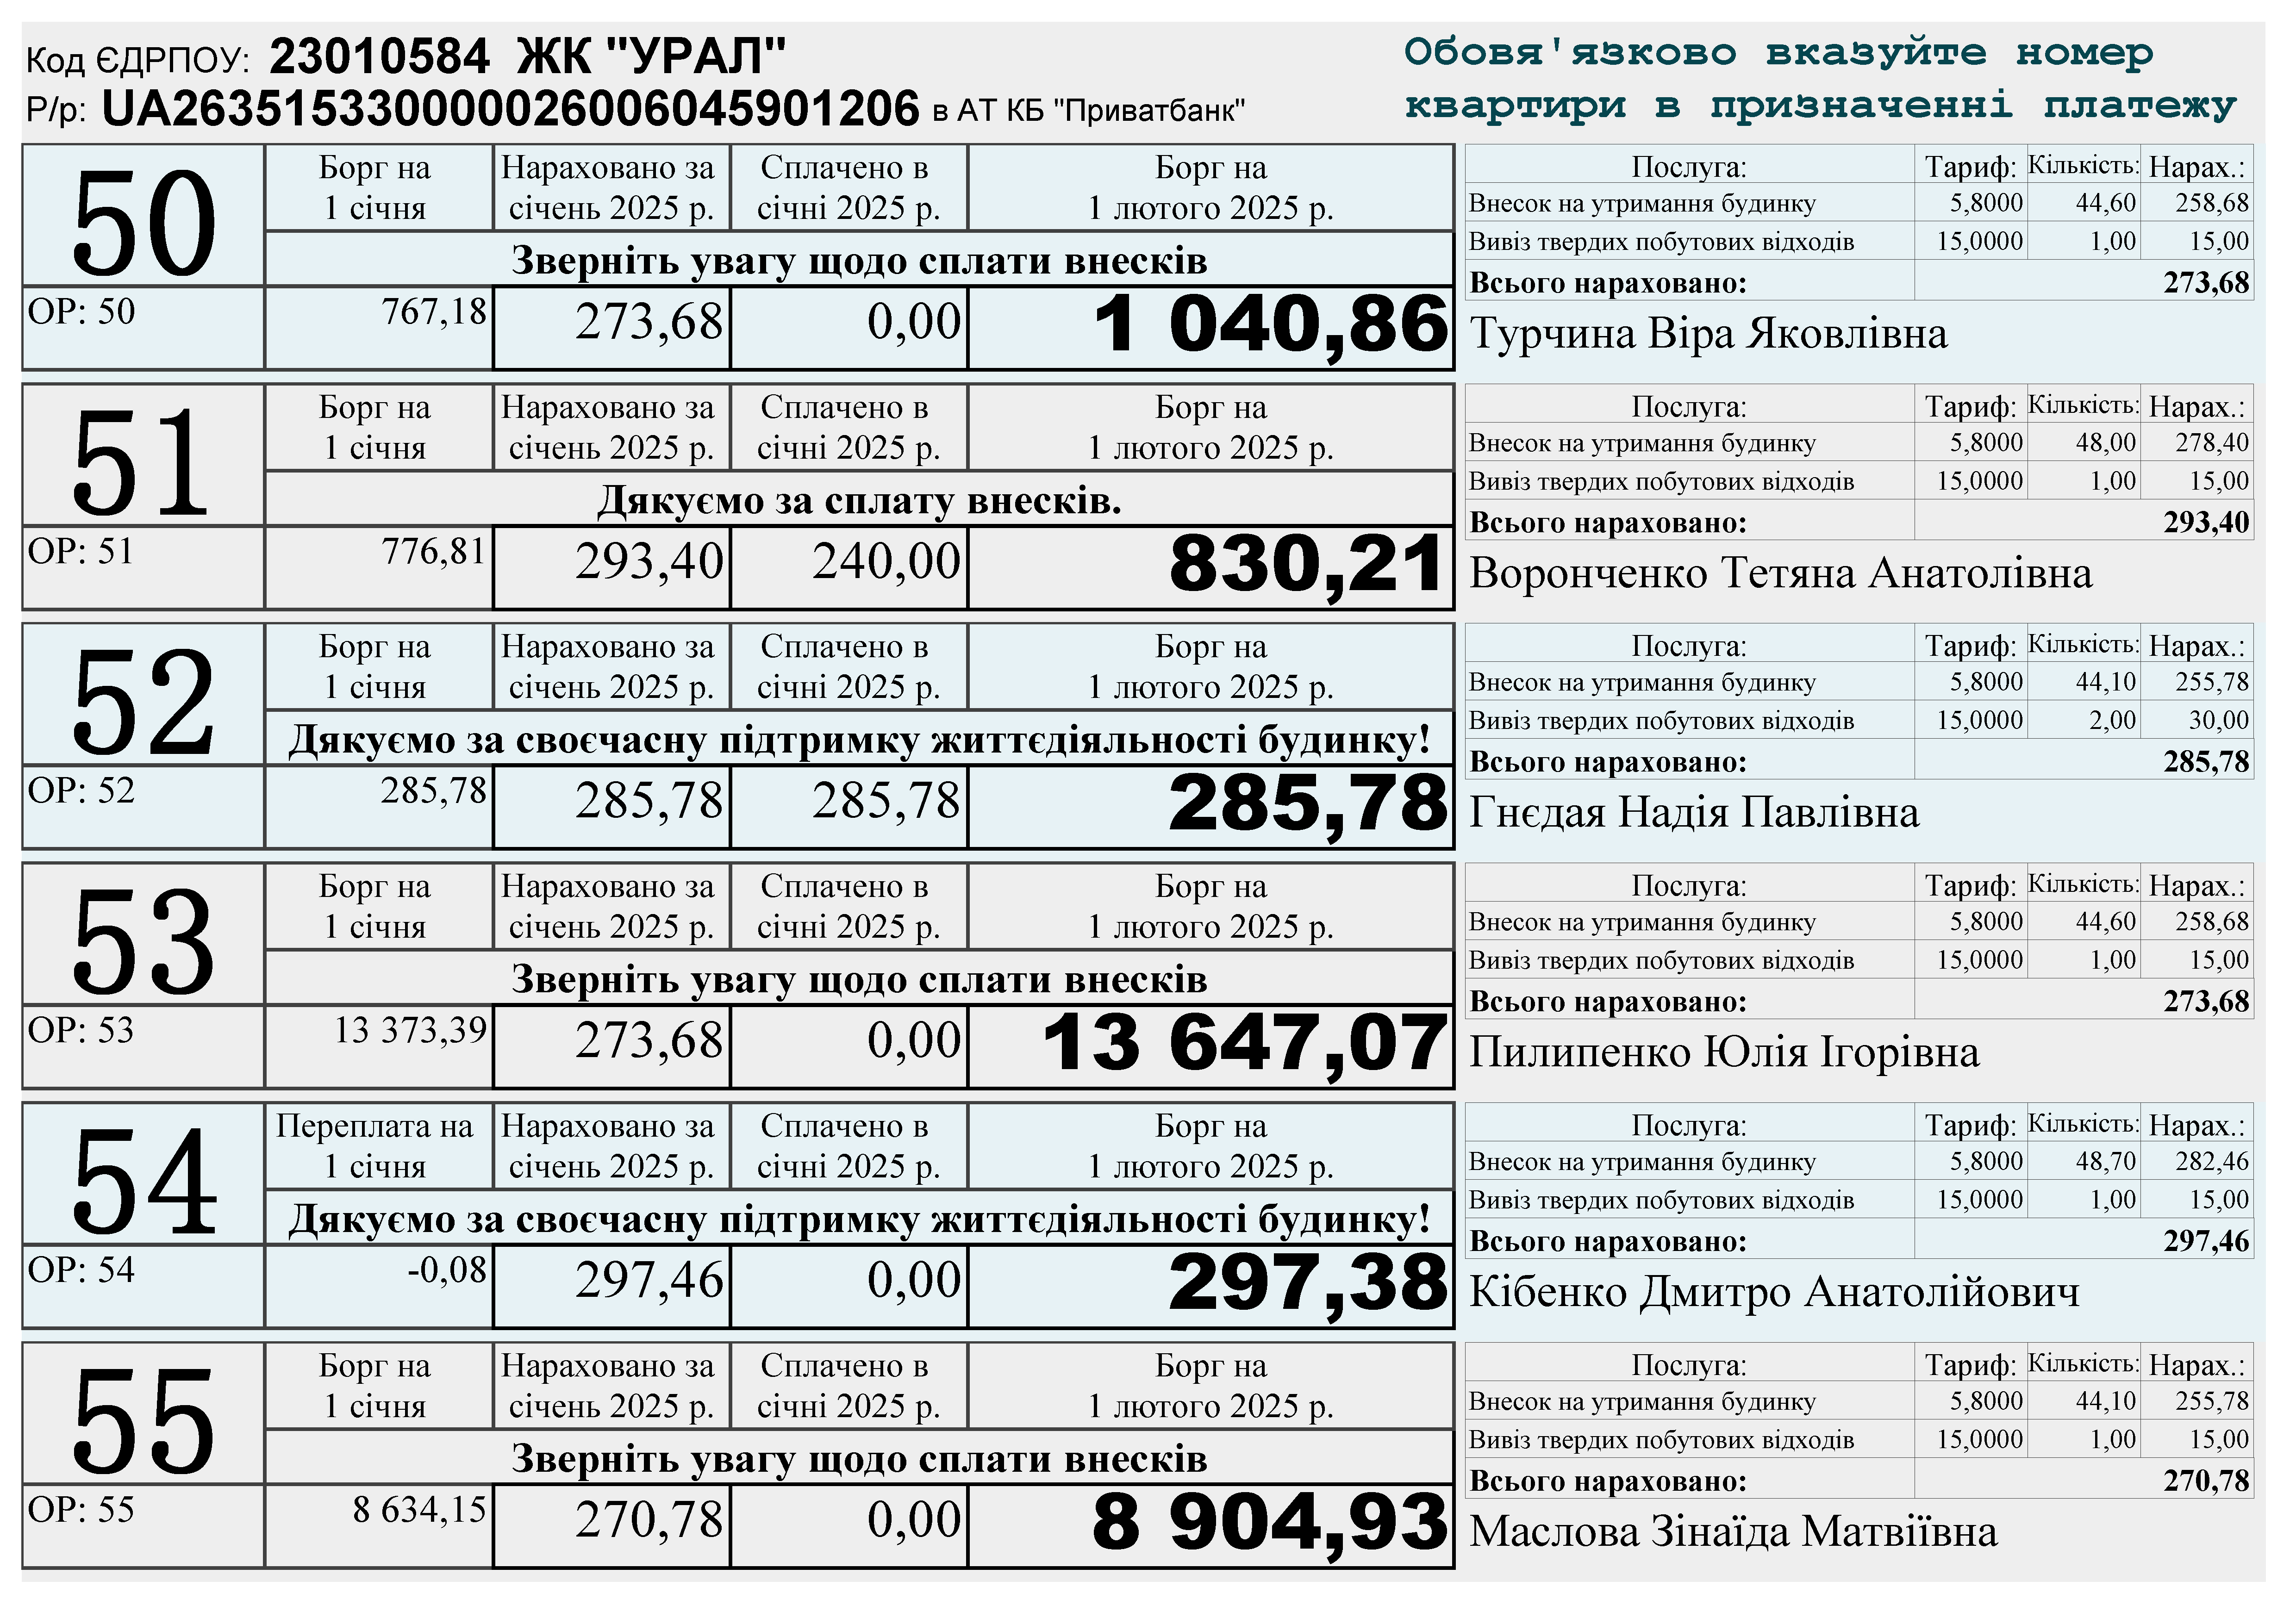 Код ЄДРПОУ: 23010584 ЖК "УРАЛ"
Р/р: UA263515330000026006045901206 в АТ КБ "Приватбанк"
Обовя'язково вказуйте номер
квартири в призначенні платежу
50
Борг на
1 січня
Нараховано за
січень 2025 р.
Сплачено в
січні 2025 р.
Борг на
1 лютого 2025 р.
Зверніть увагу щодо сплати внесків
ОР: 50 767,18 273,68 0,00 1 040,86
Послуга: Тариф: Кількість: Нарах.:
Внесок на утримання будинку 5,8000 44,60 258,68
Вивіз твердих побутових відходів 15,0000 1,00 15,00
Всього нараховано: 273,68
Турчина Віра Яковлівна
51
Борг на
1 січня
Нараховано за
січень 2025 р.
Сплачено в
січні 2025 р.
Борг на
1 лютого 2025 р.
Дякуємо за сплату внесків.
ОР: 51 776,81 293,40 240,00 830,21
Послуга: Тариф: Кількість: Нарах.:
Внесок на утримання будинку 5,8000 48,00 278,40
Вивіз твердих побутових відходів 15,0000 1,00 15,00
Всього нараховано: 293,40
Воронченко Тетяна Анатолівна
52
Борг на
1 січня
Нараховано за
січень 2025 р.
Сплачено в
січні 2025 р.
Борг на
1 лютого 2025 р.
Дякуємо за своєчасну підтримку життєдіяльності будинку!
ОР: 52 285,78 285,78 285,78 285,78
Послуга: Тариф: Кількість: Нарах.:
Внесок на утримання будинку 5,8000 44,10 255,78
Вивіз твердих побутових відходів 15,0000 2,00 30,00
Всього нараховано: 285,78
Гнєдая Надія Павлівна
53
Борг на
1 січня
Нараховано за
січень 2025 р.
Сплачено в
січні 2025 р.
Борг на
1 лютого 2025 р.
Зверніть увагу щодо сплати внесків
ОР: 53 13 373,39 273,68 0,00 13 647,07
Послуга: Тариф: Кількість: Нарах.:
Внесок на утримання будинку 5,8000 44,60 258,68
Вивіз твердих побутових відходів 15,0000 1,00 15,00
Всього нараховано: 273,68
Пилипенко Юлія Ігорівна
54
Переплата на
1 січня
Нараховано за
січень 2025 р.
Сплачено в
січні 2025 р.
Борг на
1 лютого 2025 р.
Дякуємо за своєчасну підтримку життєдіяльності будинку!
ОР: 54 -0,08 297,46 0,00 297,38
Послуга: Тариф: Кількість: Нарах.:
Внесок на утримання будинку 5,8000 48,70 282,46
Вивіз твердих побутових відходів 15,0000 1,00 15,00
Всього нараховано: 297,46
Кібенко Дмитро Анатолійович
55
Борг на
1 січня
Нараховано за
січень 2025 р.
Сплачено в
січні 2025 р.
Борг на
1 лютого 2025 р.
Зверніть увагу щодо сплати внесків
ОР: 55 8 634,15 270,78 0,00 8 904,93
Послуга: Тариф: Кількість: Нарах.:
Внесок на утримання будинку 5,8000 44,10 255,78
Вивіз твердих побутових відходів 15,0000 1,00 15,00
Всього нараховано: 270,78
Маслова Зінаїда Матвіївна